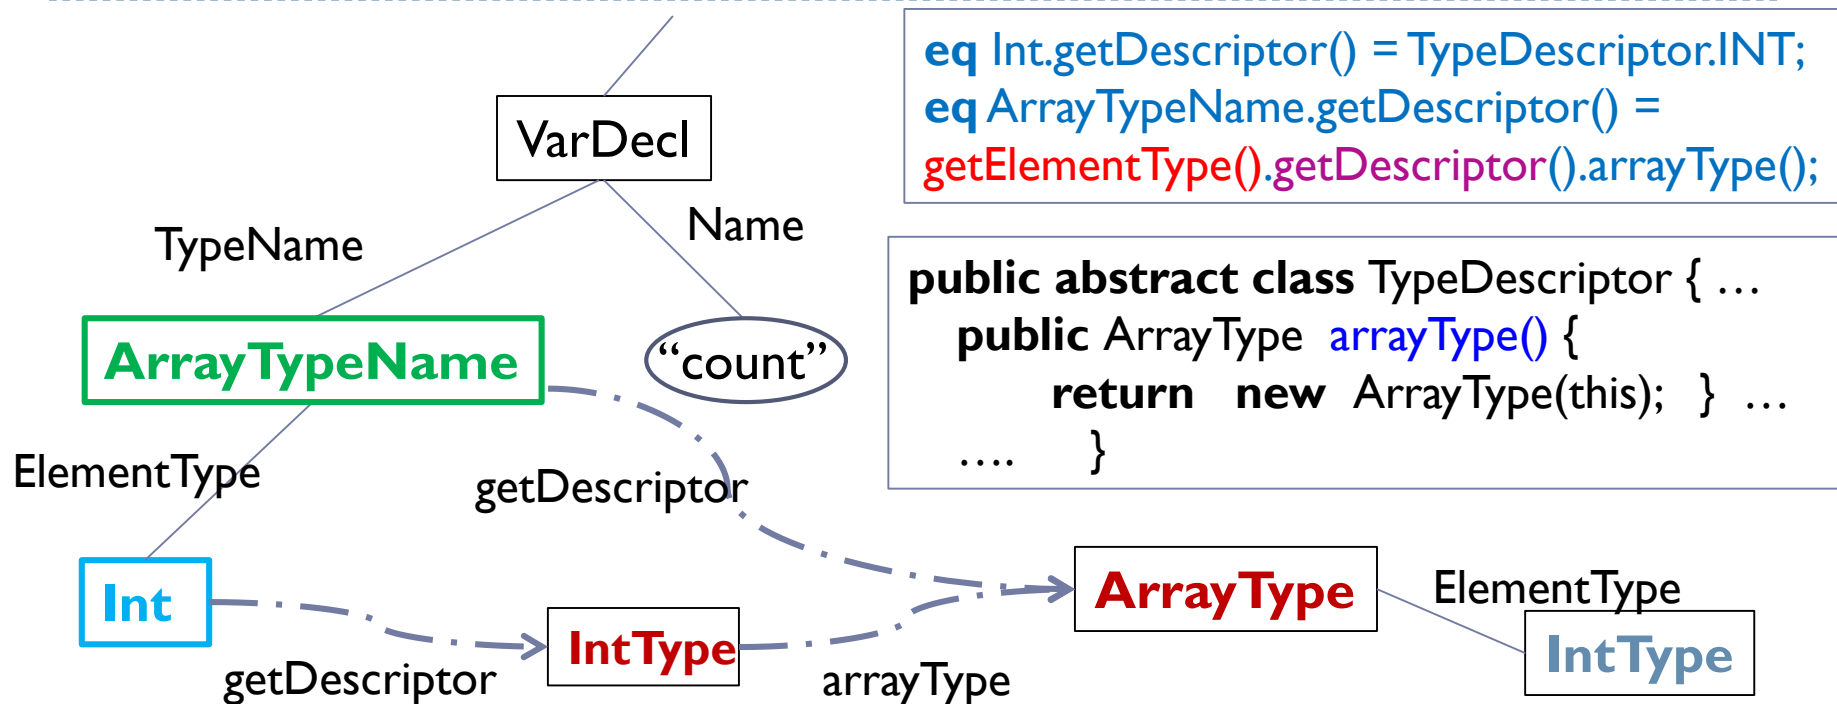 eq Int.getDescriptor() = TypeDescriptor.INT;
eq ArrayTypeName.getDescriptor() =
getElementType().getDescriptor().arrayType();
VarDecl
TypeName
Name
ArrayTypeName
“count”
public abstract class TypeDescriptor { …
public ArrayType arrayType() {
return new ArrayType(this); } …
…. }
ElementType
getDescriptor
Int
getDescriptor
IntType
arrayType
ArrayType
ElementType
IntType